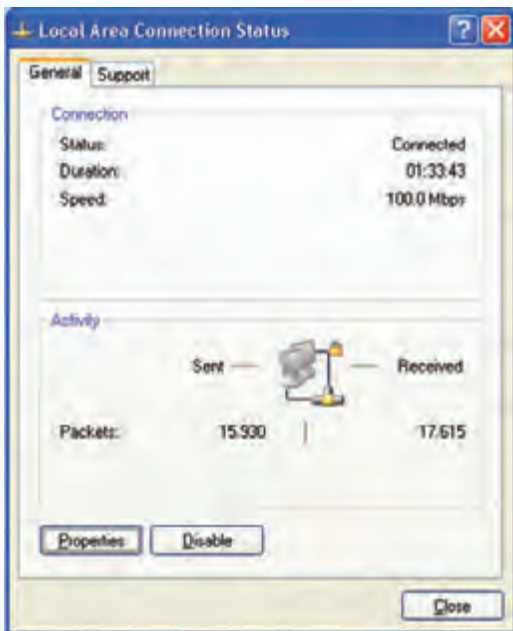 Local Area Connection Status
General Support
Connection
Status: Connected
Duration: 01:33:43
Speed: 100.0 Mbps
Activity
Sent Received
Packets: 15.930 17.615
Properties Disable
Close